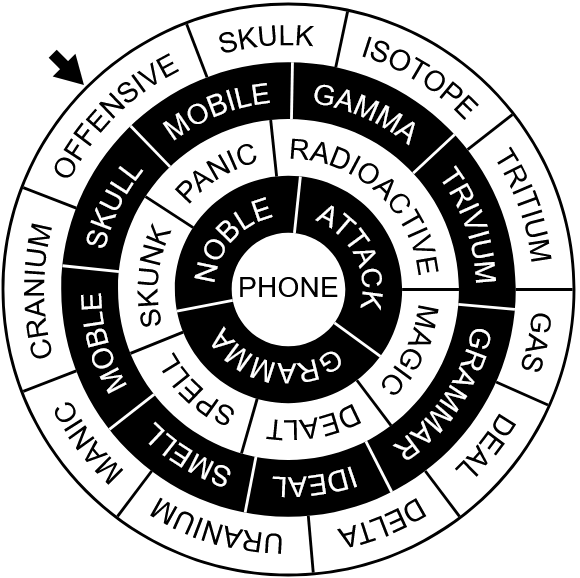 OFFENSIVE
SKULK
ISOTOPE
TRITIUM
GAS
DEAL
DELTA
URANIUM
MANIC
CRANIUM
SKULL
MOBILE
GAMMA
TRIVIUM
GRAMMAR
IDEAL
SMELL
MOBLE
PANIC
RADIOACTIVE
MAGIC
DEALT
SPELL
SKUNK
NOBLE
ATTACK
GRAMMA
PHONE